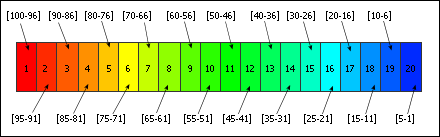 [100-96] [90-86] [80-76] [70-66] [60-56] [50-46] [40-36] [30-26] [20-16] [10-6]
1 2 3 4 5 6 7 8 9 10 11 12 13 14 15 16 17 18 19 20
[95-91] [85-81] [75-71] [65-61] [55-51] [45-41] [35-31] [25-21] [15-11] [5-1]